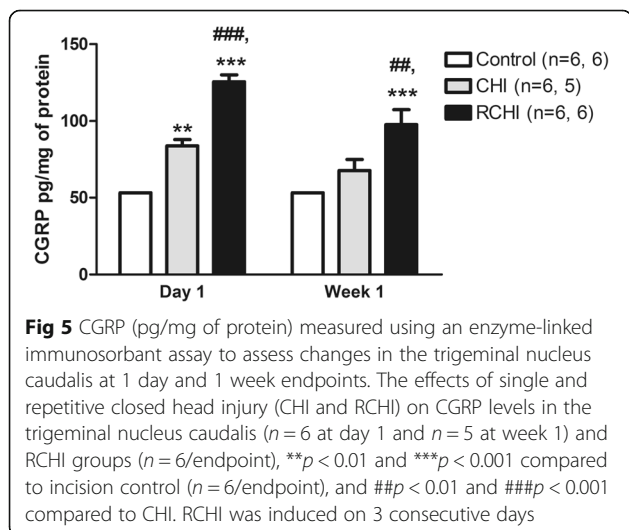 150
100
50
0
CGRP pg/mg of protein
**
###,
***
##,
***
Day 1
Week 1
Control (n=6, 6)
CHI (n=6, 5)
RCHI (n=6, 6)
Fig 5 CGRP (pg/mg of protein) measured using an enzyme-linked
immunosorbant assay to assess changes in the trigeminal nucleus
caudalis at 1 day and 1 week endpoints. The effects of single and
repetitive closed head injury (CHI and RCHI) on CGRP levels in the
trigeminal nucleus caudalis (n = 6 at day 1 and n = 5 at week 1) and
RCHI groups (n = 6/endpoint), **p < 0.01 and ***p < 0.001 compared
to incision control (n = 6/endpoint), and ##p < 0.01 and ###p < 0.001
compared to CHI. RCHI was induced on 3 consecutive days